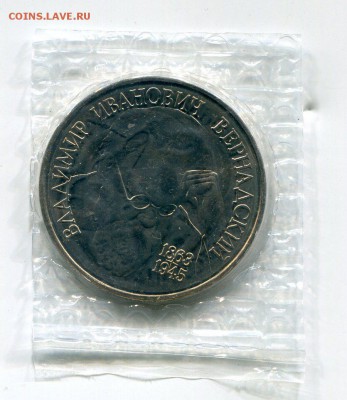 COINS.LAVE.RU
ВЛАДИМИР ИВАНОВИЧ ВЕРНАДСКИЙ
1863
1945